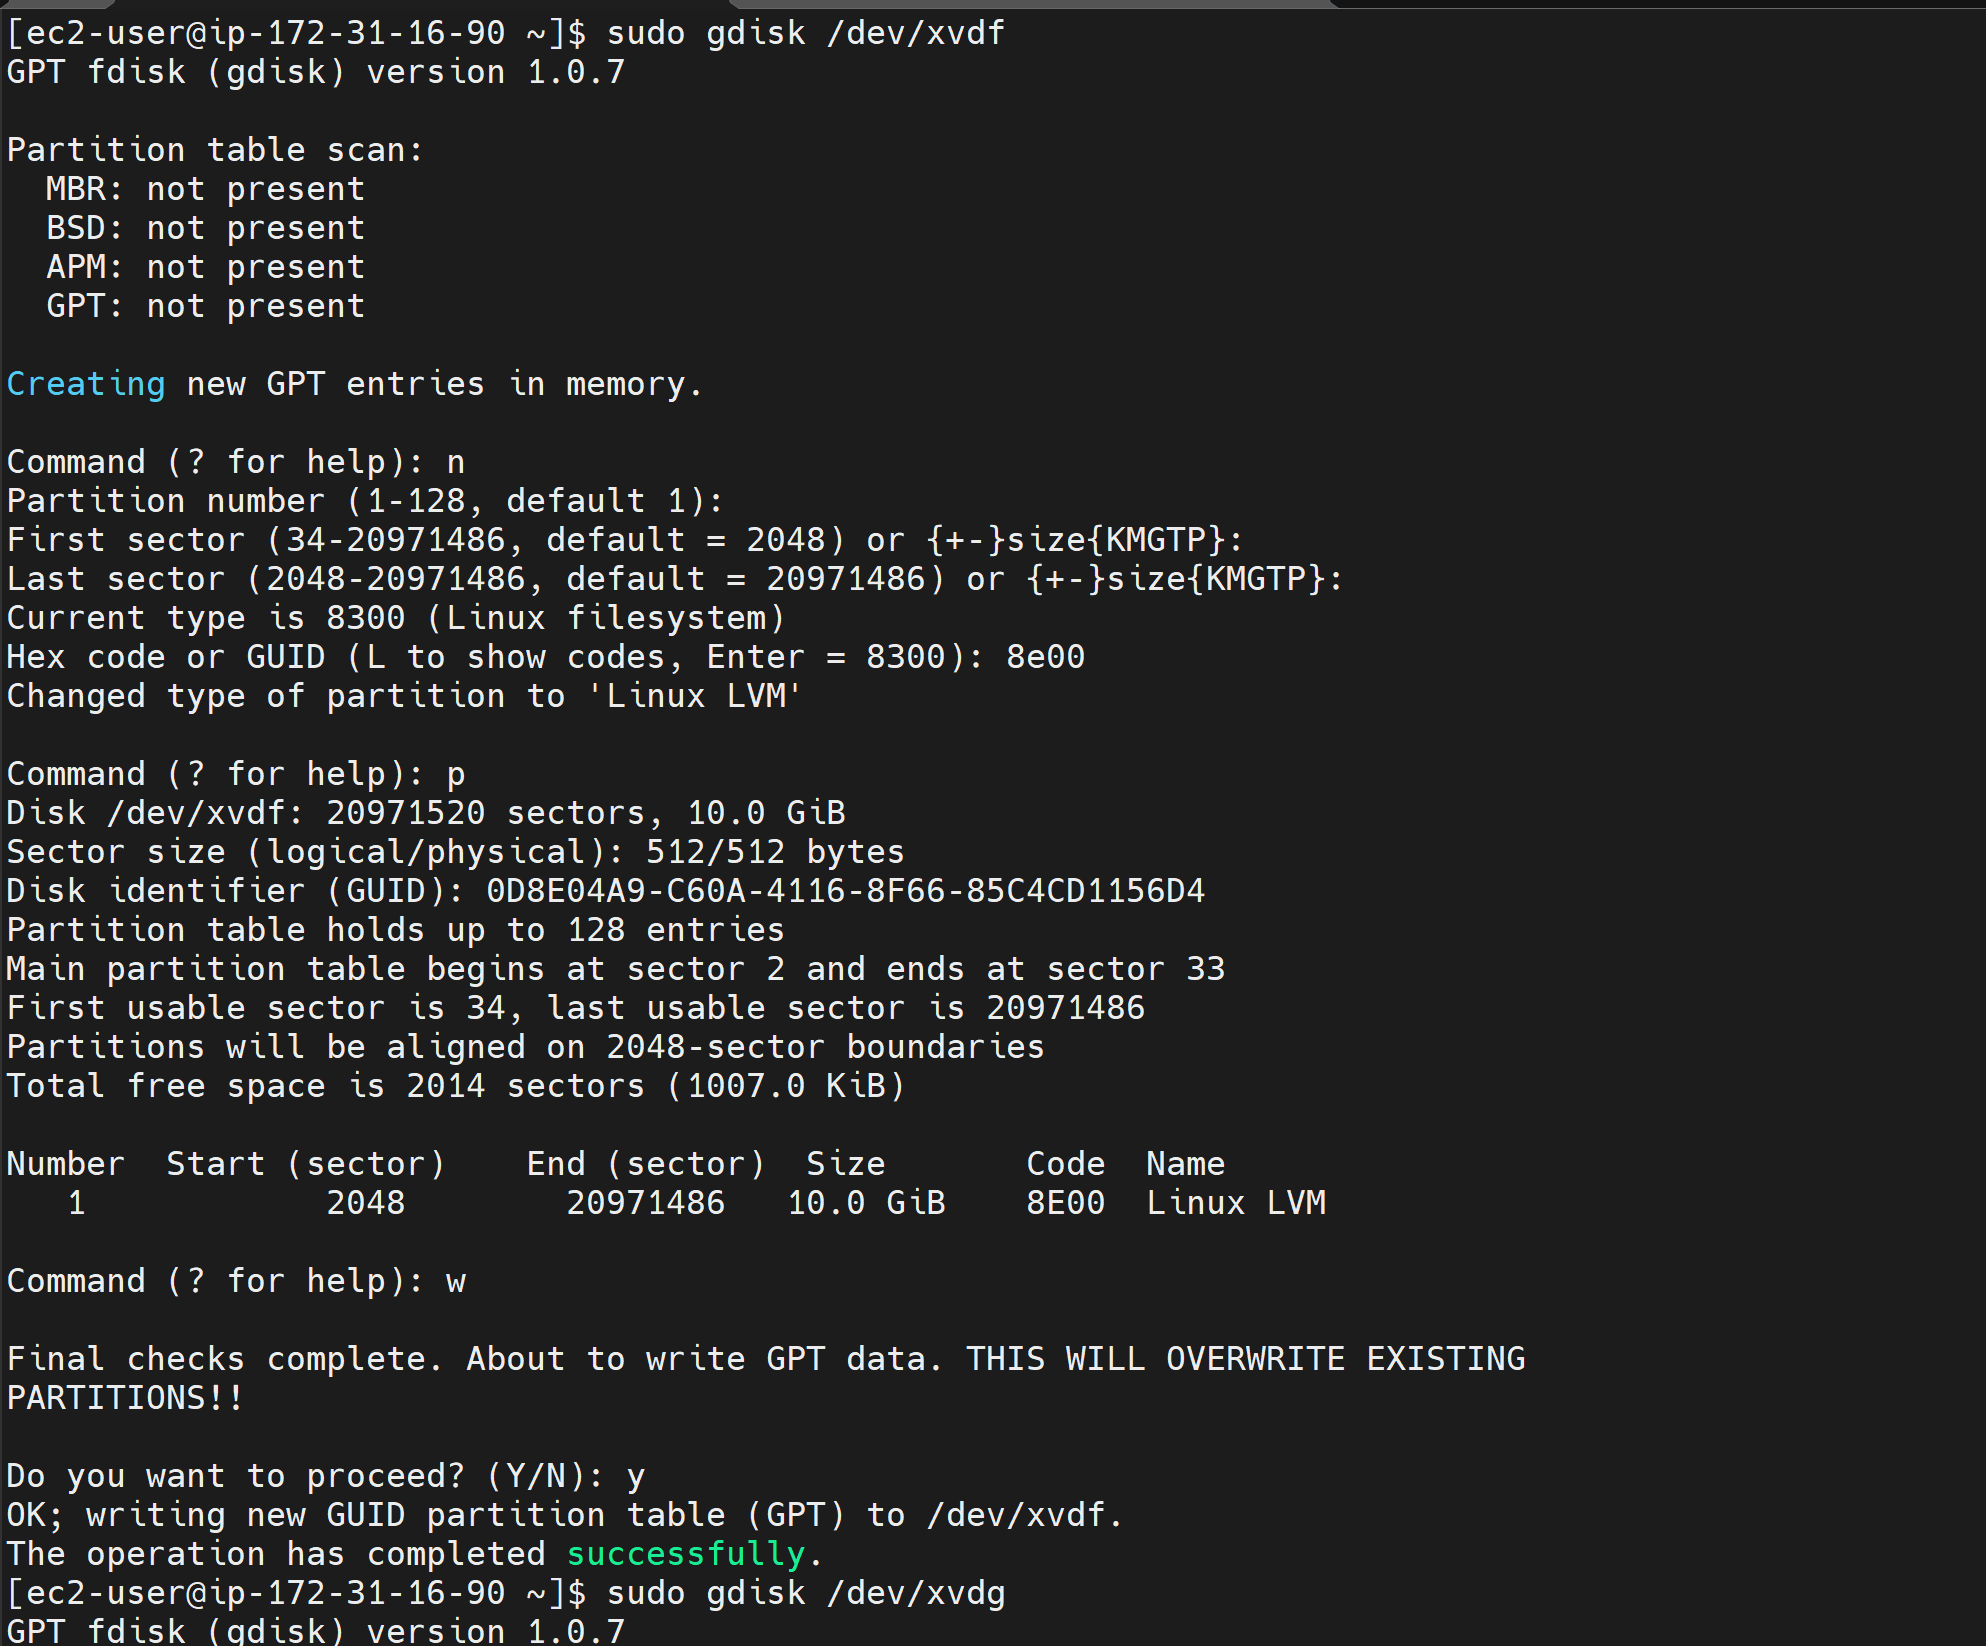 [ec2-user@ip-172-31-16-90 ~]$ sudo gdisk /dev/xvdf
GPT fdisk (gdisk) version 1.0.7
Partition table scan:
MBR: not present
BSD: not present
APM: not present
GPT: not present
Creating new GPT entries in memory.
Command (? for help): n
Partition number (1-128, default 1):
First sector (34-20971486, default = 2048) or {+-}size{KMGTP}:
Last sector (2048-20971486, default = 20971486) or {+-}size{KMGTP}:
Current type is 8300 (Linux filesystem)
Hex code or GUID (L to show codes, Enter = 8300): 8e00
Changed type of partition to 'Linux LVM'
Command (? for help): p
Disk /dev/xvdf: 20971520 sectors, 10.0 GiB
Sector size (logical/physical): 512/512 bytes
Disk identifier (GUID): 0D8E04A9-C60A-4116-8F66-85C4CD1156D4
Partition table holds up to 128 entries
Main partition table begins at sector 2 and ends at sector 33
First usable sector is 34, last usable sector is 20971486
Partitions will be aligned on 2048-sector boundaries
Total free space is 2014 sectors (1007.0 KiB)
Number  Start (sector)    End (sector)  Size       Code  Name
1            2048        20971486   10.0 GiB    8E00  Linux LVM
Command (? for help): w
Final checks complete. About to write GPT data. THIS WILL OVERWRITE EXISTING
PARTITIONS!!
Do you want to proceed? (Y/N): y
OK; writing new GUID partition table (GPT) to /dev/xvdf.
The operation has completed successfully.
[ec2-user@ip-172-31-16-90 ~]$ sudo gdisk /dev/xvdg
GPT fdisk (gdisk) version 1.0.7